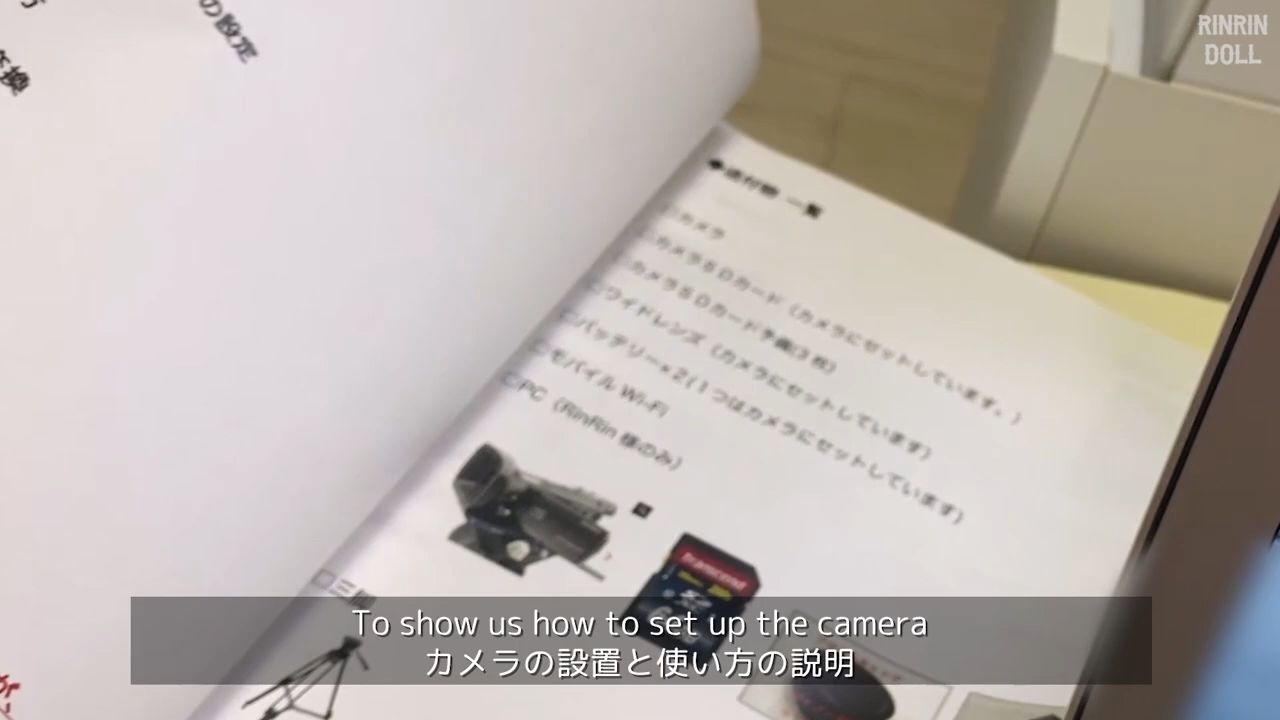 RINRIN
DOLL
の設定
換
◆送付物 一覧
□カメラ
□カメラSDカード（カメラにセットしています。）
□カメラSDカード予備(3枚)
□ワイドレンズ（カメラにセットしています）
□バッテリー×2(1つはカメラにセットしています)
□モバイル Wi-Fi
□PC（RinRin 様のみ）
Transcend
□三脚
To show us how to set up the camera
カメラの設置と使い方の説明